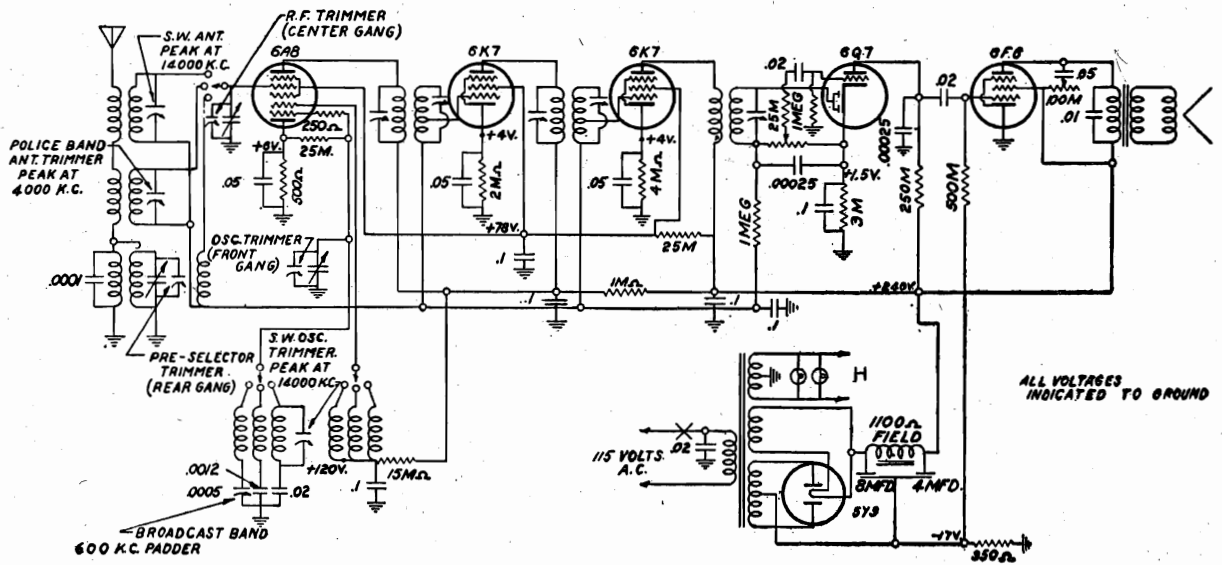 S.W. ANT.
PEAK AT
14000 K.C.
R.F. TRIMMER
(CENTER GANG)
6A8
6K7
6K7
6Q7
6F6
.02
.02
.05
100M
.01
25M
1MEG
250Ω
25M.
+6V.
.05
500Ω
+4V.
.05
2MΩ
+4V.
.05
4MΩ
.00025
+1.5V.
.1
3M
.00025
250M
500M
1MEG
POLICE BAND
ANT. TRIMMER
PEAK AT
4000 K.C.
OSC. TRIMMER
(FRONT
GANG)
+78V.
.1
25M
.0001
1MΩ
.1
.1
.1
+240V.
PRE-SELECTOR
TRIMMER
(REAR GANG)
S.W. OSC.
TRIMMER.
PEAK AT
14000 K.C.
ALL VOLTAGES
INDICATED TO GROUND
H
115 VOLTS
A.C.
.02
1100Ω
FIELD
8MFD.
4MFD.
5Y3
-17V.
350Ω
+120V.
15MΩ
.1
.0012
.0005
.02
BROADCAST BAND
600 K.C. PADDER